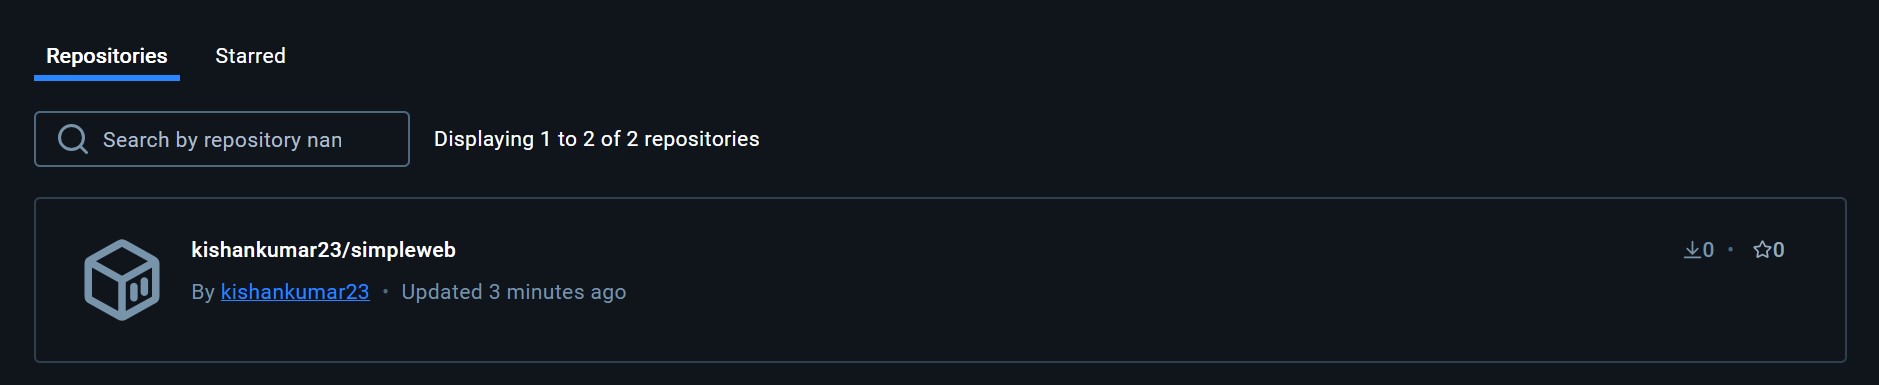 Repositories Starred
Search by repository nan
Displaying 1 to 2 of 2 repositories
kishankumar23/simpleweb
0 • 0
By kishankumar23 • Updated 3 minutes ago